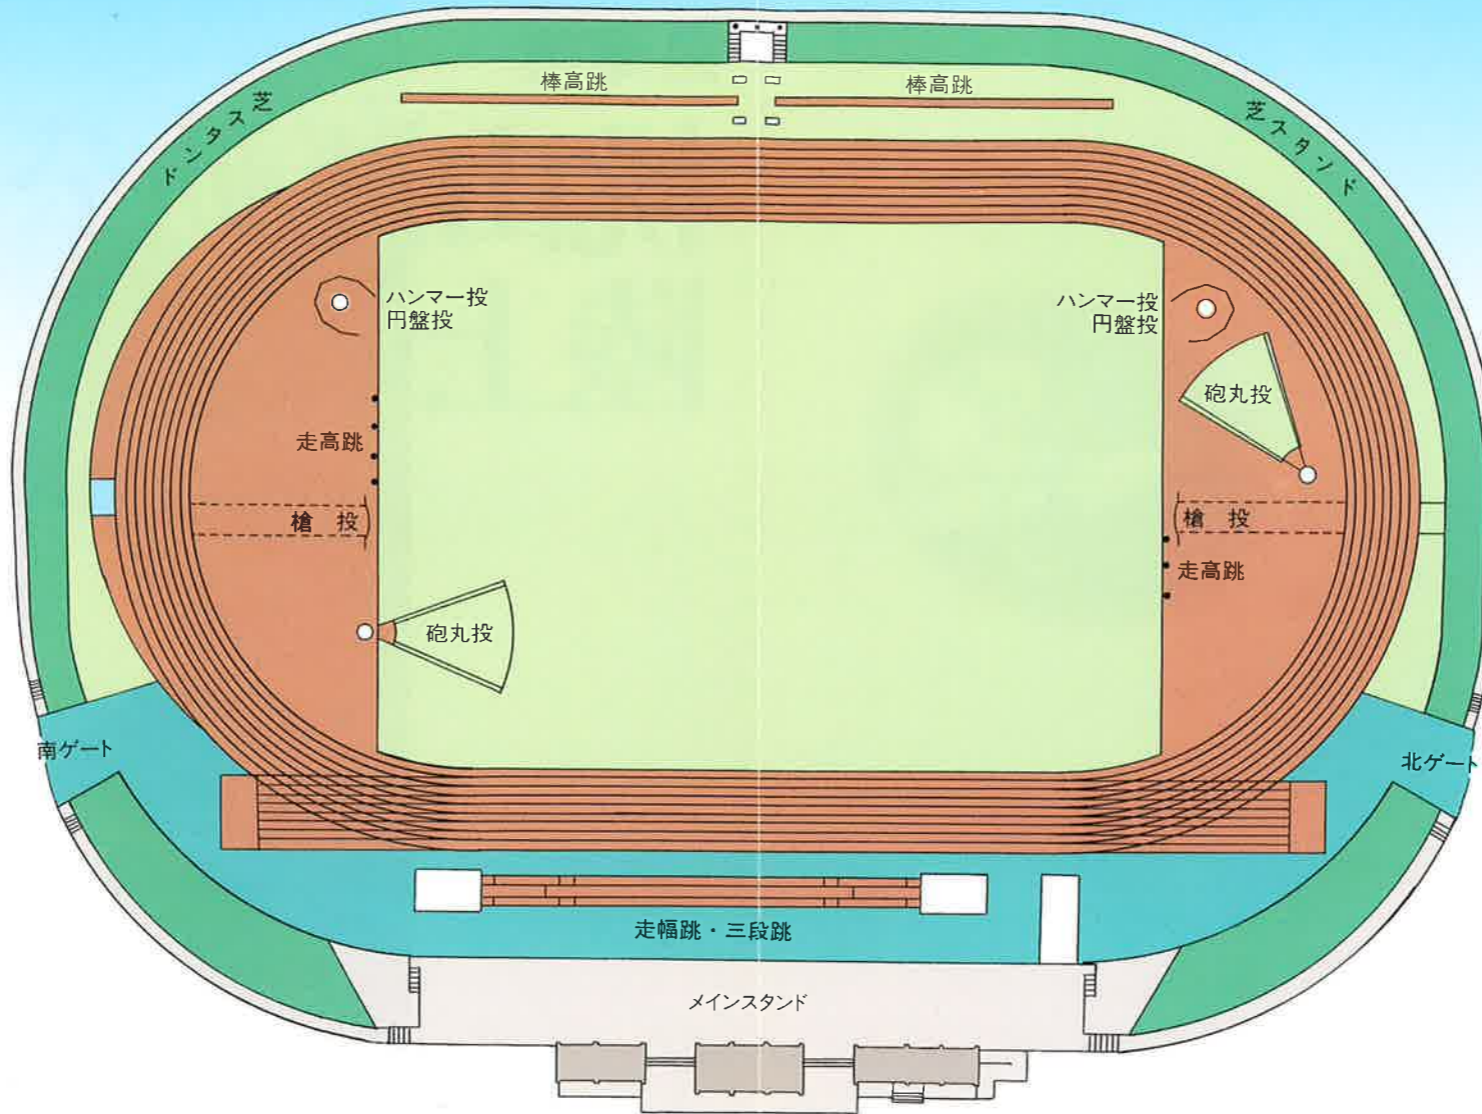 棒高跳
棒高跳
芝スタンド
芝スタンド
ハンマー投
円盤投
ハンマー投
円盤投
砲丸投
走高跳
槍 投
槍 投
走高跳
砲丸投
南ゲート
北ゲート
走幅跳・三段跳
メインスタンド